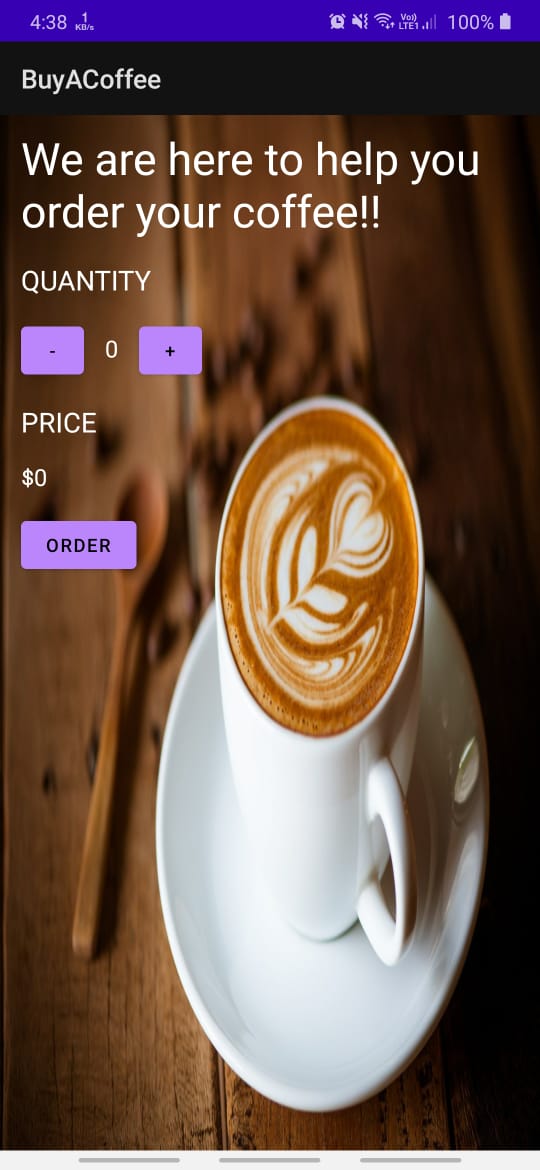 4:38 1 KB/s Vo)) LTE1 100%
BuyACoffee
We are here to help you
order your coffee!!
QUANTITY
- 0 +
PRICE
$0
ORDER